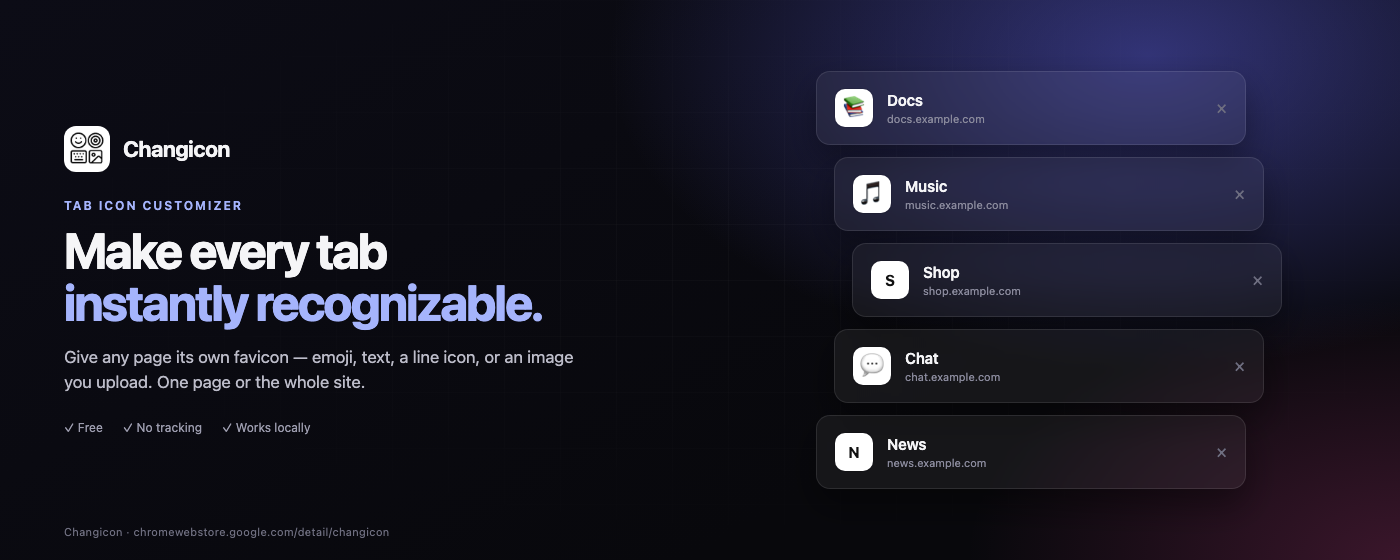 Changicon
TAB ICON CUSTOMIZER
Make every tab
instantly recognizable.
Give any page its own favicon — emoji, text, a line icon, or an image
you upload. One page or the whole site.
✓ Free ✓ No tracking ✓ Works locally
Changicon · chromewebstore.google.com/detail/changicon
Docs
docs.example.com
×
Music
music.example.com
×
S
Shop
shop.example.com
×
Chat
chat.example.com
×
N
News
news.example.com
×